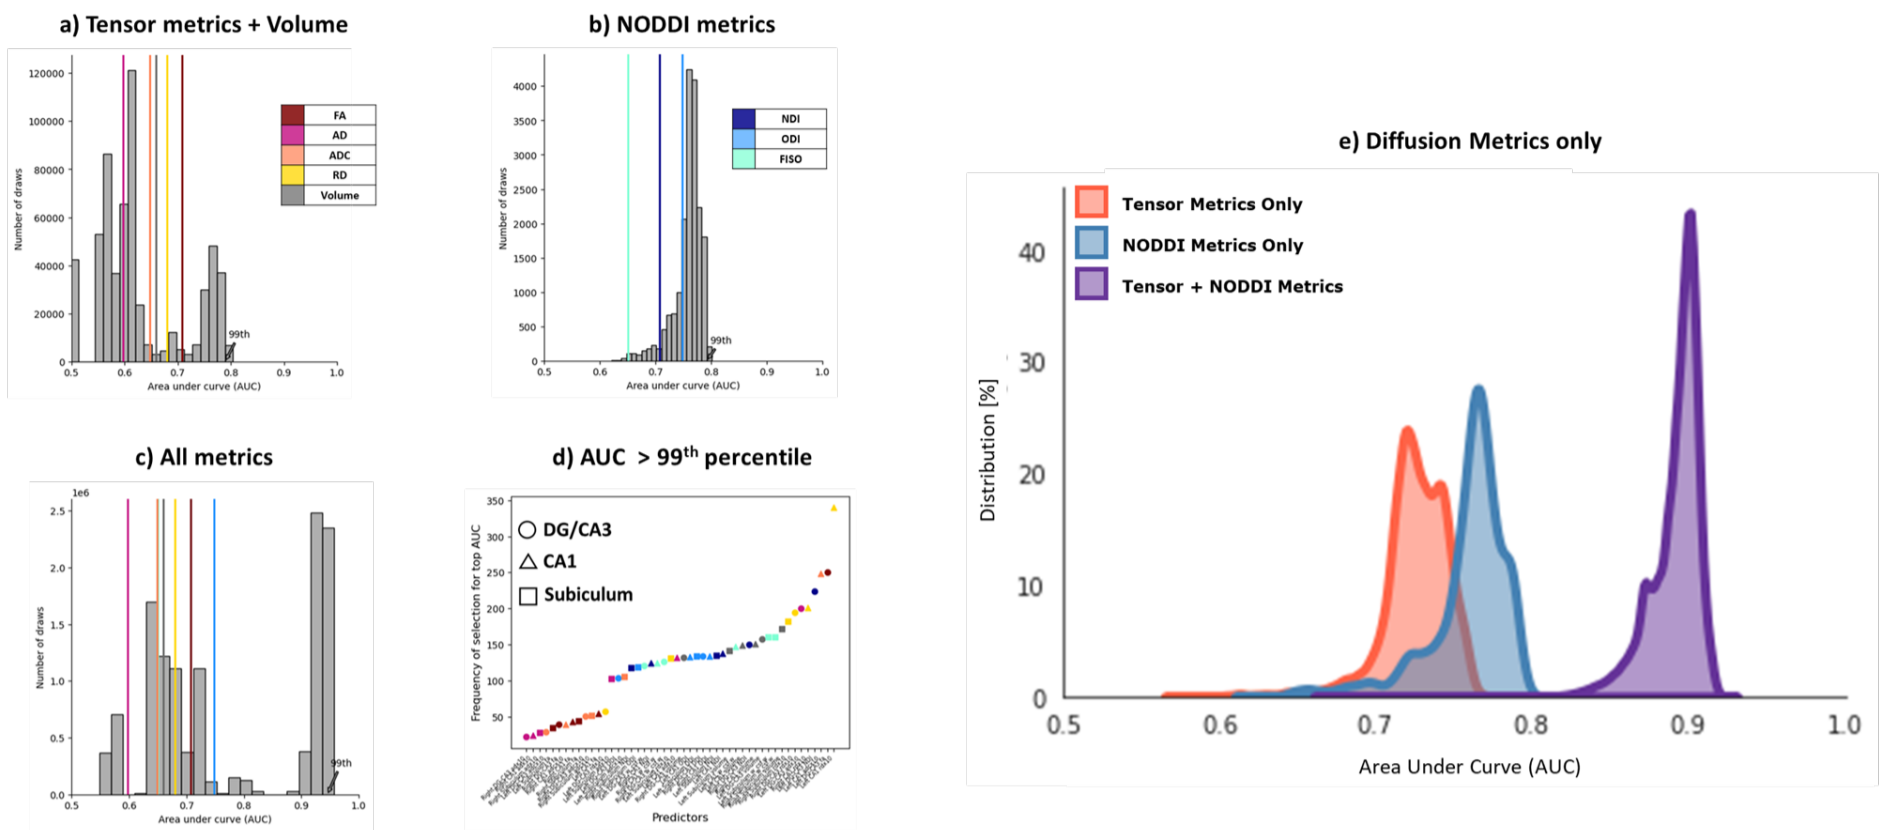 a) Tensor metrics + Volume
120000
100000
80000
60000
40000
20000
0
Number of draws
0.5 0.6 0.7 0.8 0.9 1.0
Area under curve (AUC)
99th
FA
AD
ADC
RD
Volume
b) NODDI metrics
4000
3500
3000
2500
2000
1500
1000
500
0
Number of draws
0.5 0.6 0.7 0.8 0.9 1.0
Area under curve (AUC)
99th
NDI
ODI
FISO
c) All metrics
1e6
2.5
2.0
1.5
1.0
0.5
0.0
Number of draws
0.5 0.6 0.7 0.8 0.9 1.0
Area under curve (AUC)
99th
d) AUC > 99th percentile
350
300
250
200
150
100
50
Frequency of selection for top AUC
DG/CA3
CA1
Subiculum
Predictors
e) Diffusion Metrics only
Tensor Metrics Only
NODDI Metrics Only
Tensor + NODDI Metrics
40
30
20
10
0
Distribution [%]
0.5 0.6 0.7 0.8 0.9 1.0
Area Under Curve (AUC)